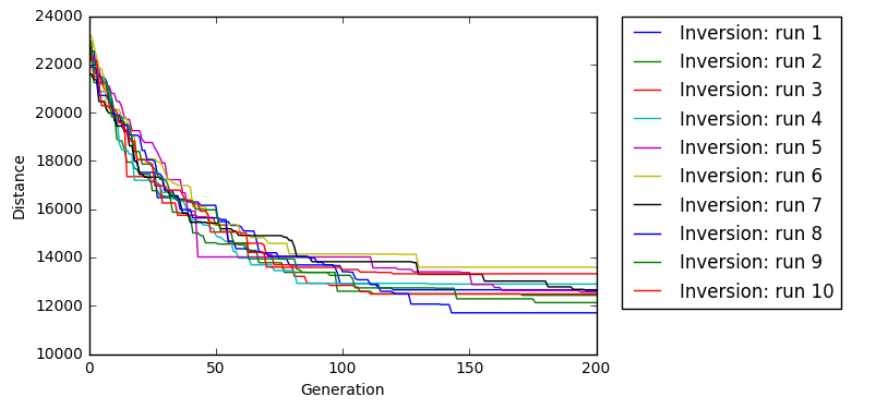 24000
22000
20000
18000
16000
14000
12000
10000
Distance
0
50
100
150
200
Generation
Inversion: run 1
Inversion: run 2
Inversion: run 3
Inversion: run 4
Inversion: run 5
Inversion: run 6
Inversion: run 7
Inversion: run 8
Inversion: run 9
Inversion: run 10